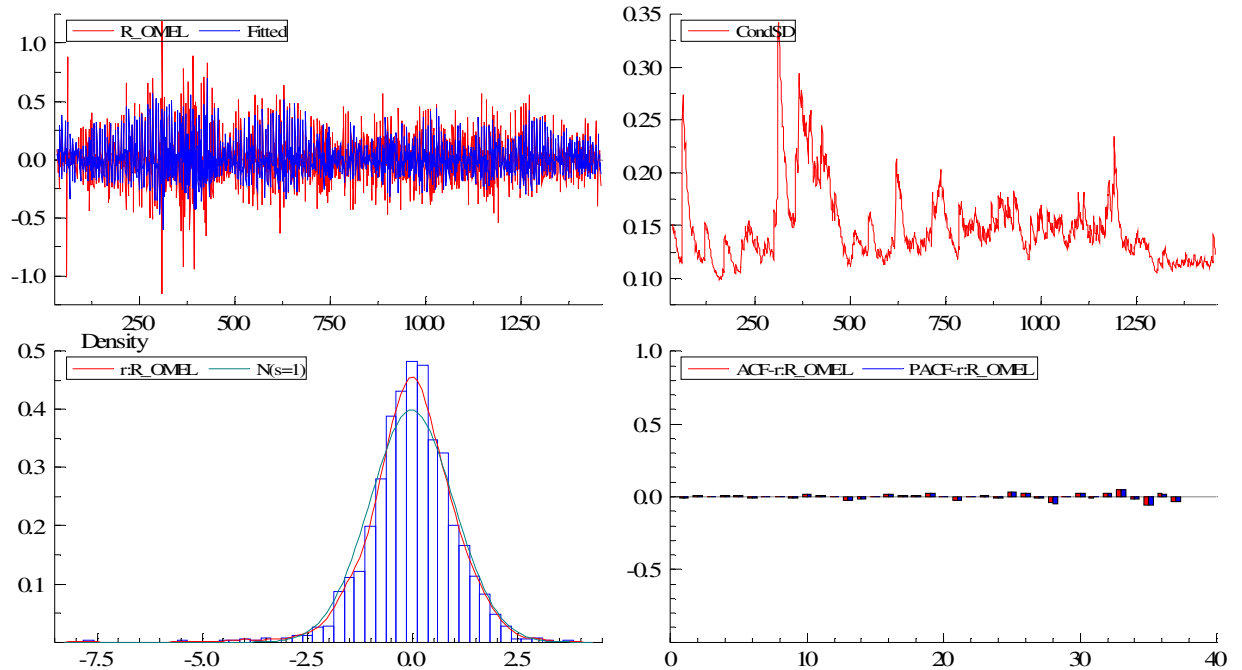 R_OMEL Fitted
1.0
0.5
0.0
-0.5
-1.0
250 500 750 1000 1250
CondSD
0.35
0.30
0.25
0.20
0.15
0.10
250 500 750 1000 1250
Density
r:R_OMEL N(s=1)
0.5
0.4
0.3
0.2
0.1
-7.5 -5.0 -2.5 0.0 2.5
ACF-r:R_OMEL PACF-r:R_OMEL
1.0
0.5
0.0
-0.5
0 10 20 30 40